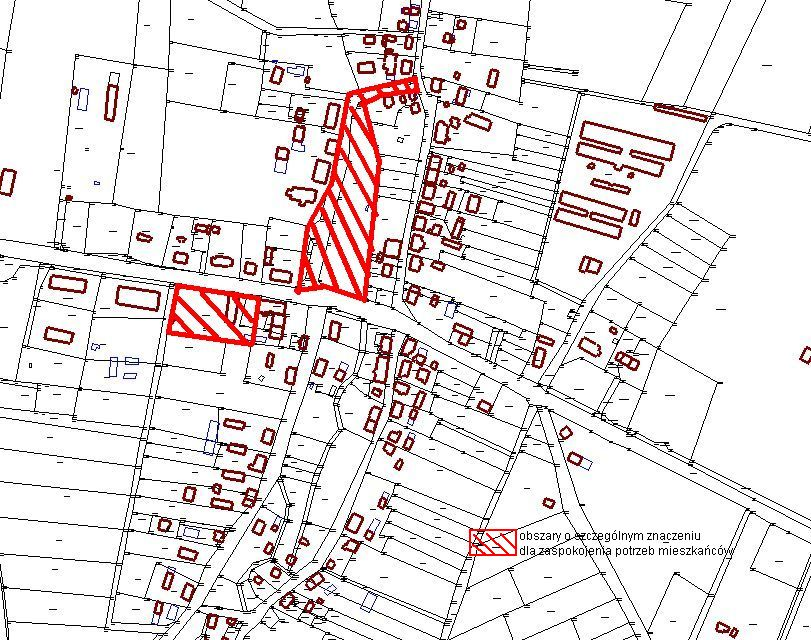 obszary o szczególnym znaczeniu
dla zaspokojenia potrzeb mieszkańców